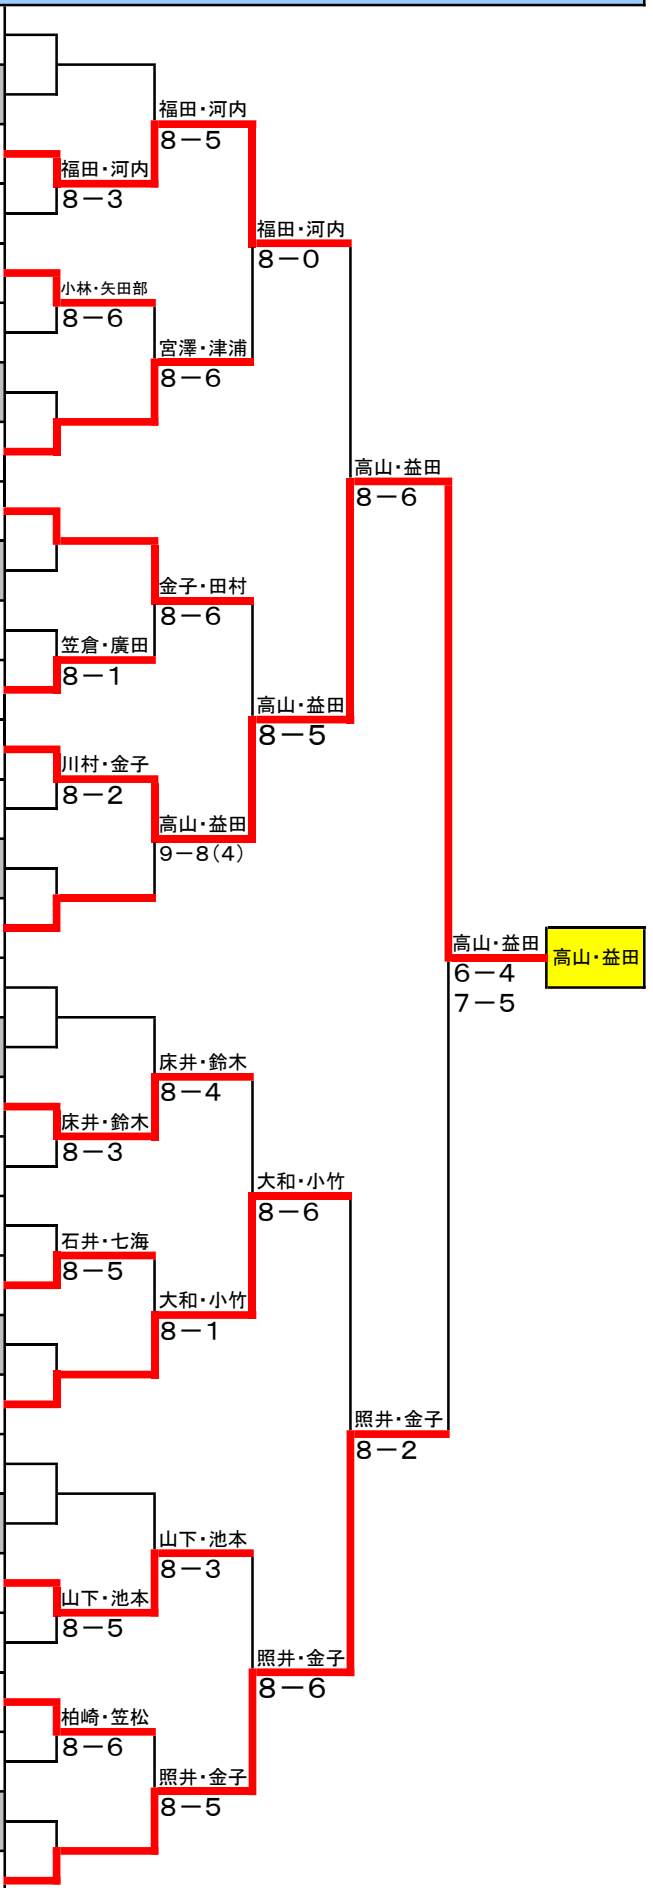 福田・河内
8－5
福田・河内
8－3
福田・河内
8－0
小林・矢田部
8－6
宮澤・津浦
8－6
高山・益田
8－6
金子・田村
8－6
笠倉・廣田
8－1
高山・益田
8－5
川村・金子
8－2
高山・益田
9－8(4)
高山・益田
6－4
7－5
高山・益田
床井・鈴木
8－4
床井・鈴木
8－3
大和・小竹
8－6
石井・七海
8－5
大和・小竹
8－1
照井・金子
8－2
山下・池本
8－3
山下・池本
8－5
照井・金子
8－6
柏崎・笠松
8－6
照井・金子
8－5